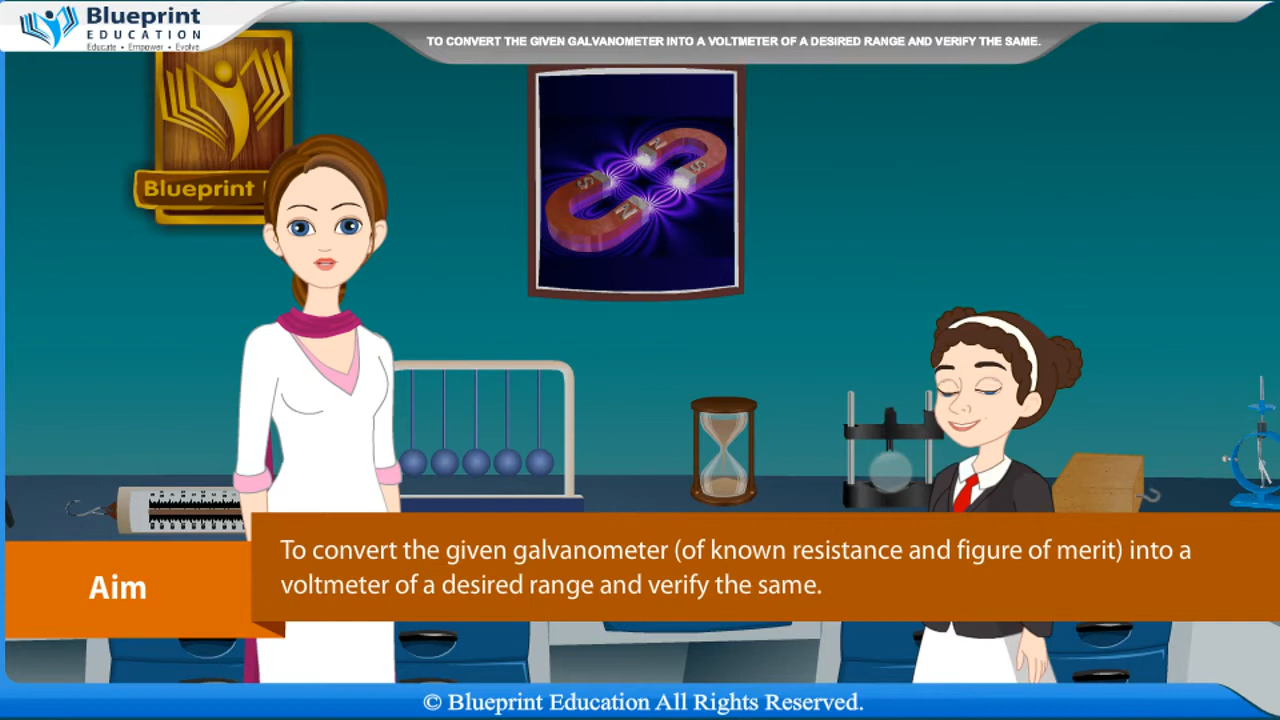 Blueprint
EDUCATION
Educate • Empower • Evolve
TO CONVERT THE GIVEN GALVANOMETER INTO A VOLTMETER OF A DESIRED RANGE AND VERIFY THE SAME.
Blueprint
N
S
S
N
To convert the given galvanometer (of known resistance and figure of merit) into a
voltmeter of a desired range and verify the same.
Aim
© Blueprint Education All Rights Reserved.